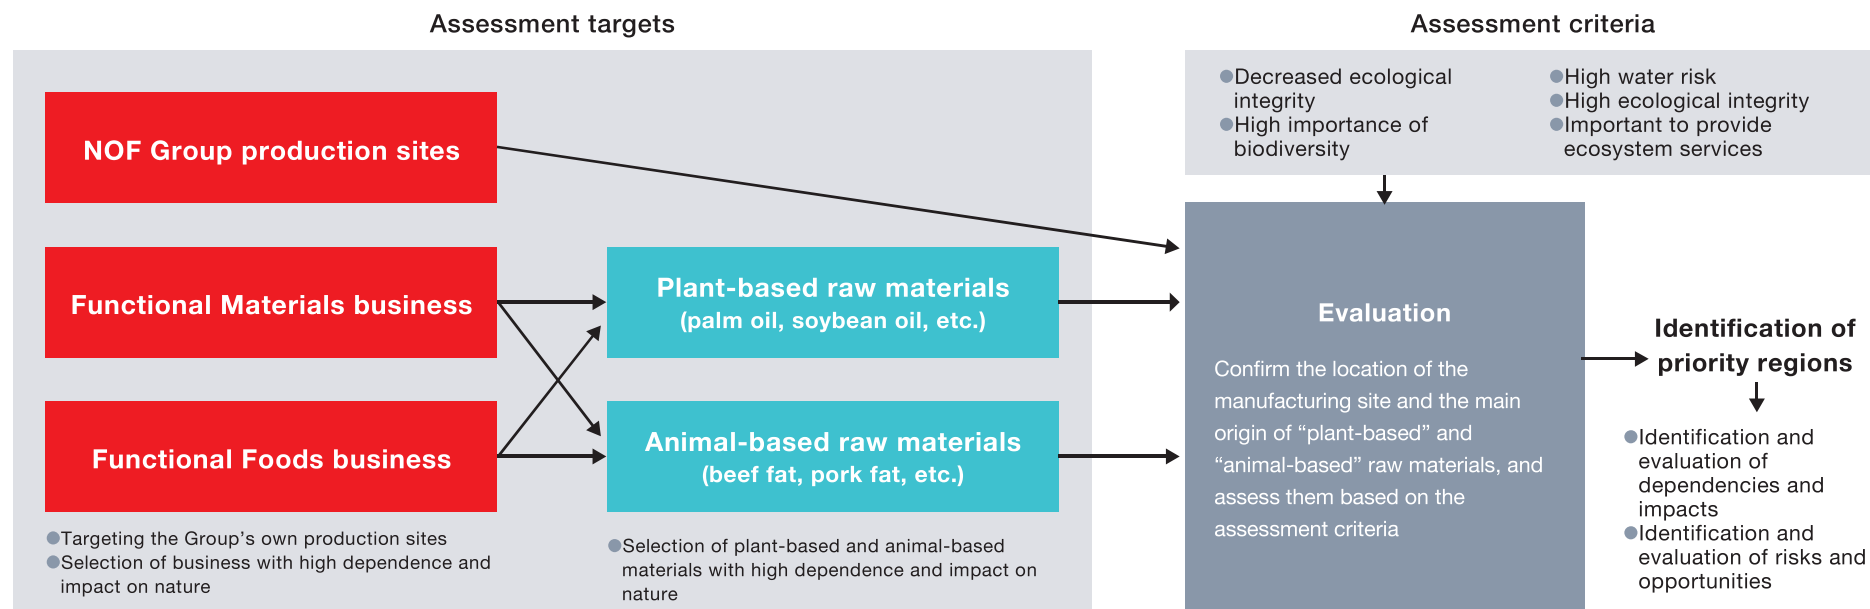 Assessment targets
NOF Group production sites
Functional Materials business
Functional Foods business
●Targeting the Group’s own production sites
●Selection of business with high dependence and
impact on nature
Plant-based raw materials
(palm oil, soybean oil, etc.)
Animal-based raw materials
(beef fat, pork fat, etc.)
●Selection of plant-based and animal-based
materials with high dependence and impact on
nature
Assessment criteria
●Decreased ecological
integrity
●High importance of
biodiversity
●High water risk
●High ecological integrity
●Important to provide
ecosystem services
Evaluation
Confirm the location of the
manufacturing site and the main
origin of “plant-based” and
“animal-based” raw materials, and
assess them based on the
assessment criteria
Identification of
priority regions
●Identification and
evaluation of
dependencies and
impacts
●Identification and
evaluation of risks and
opportunities